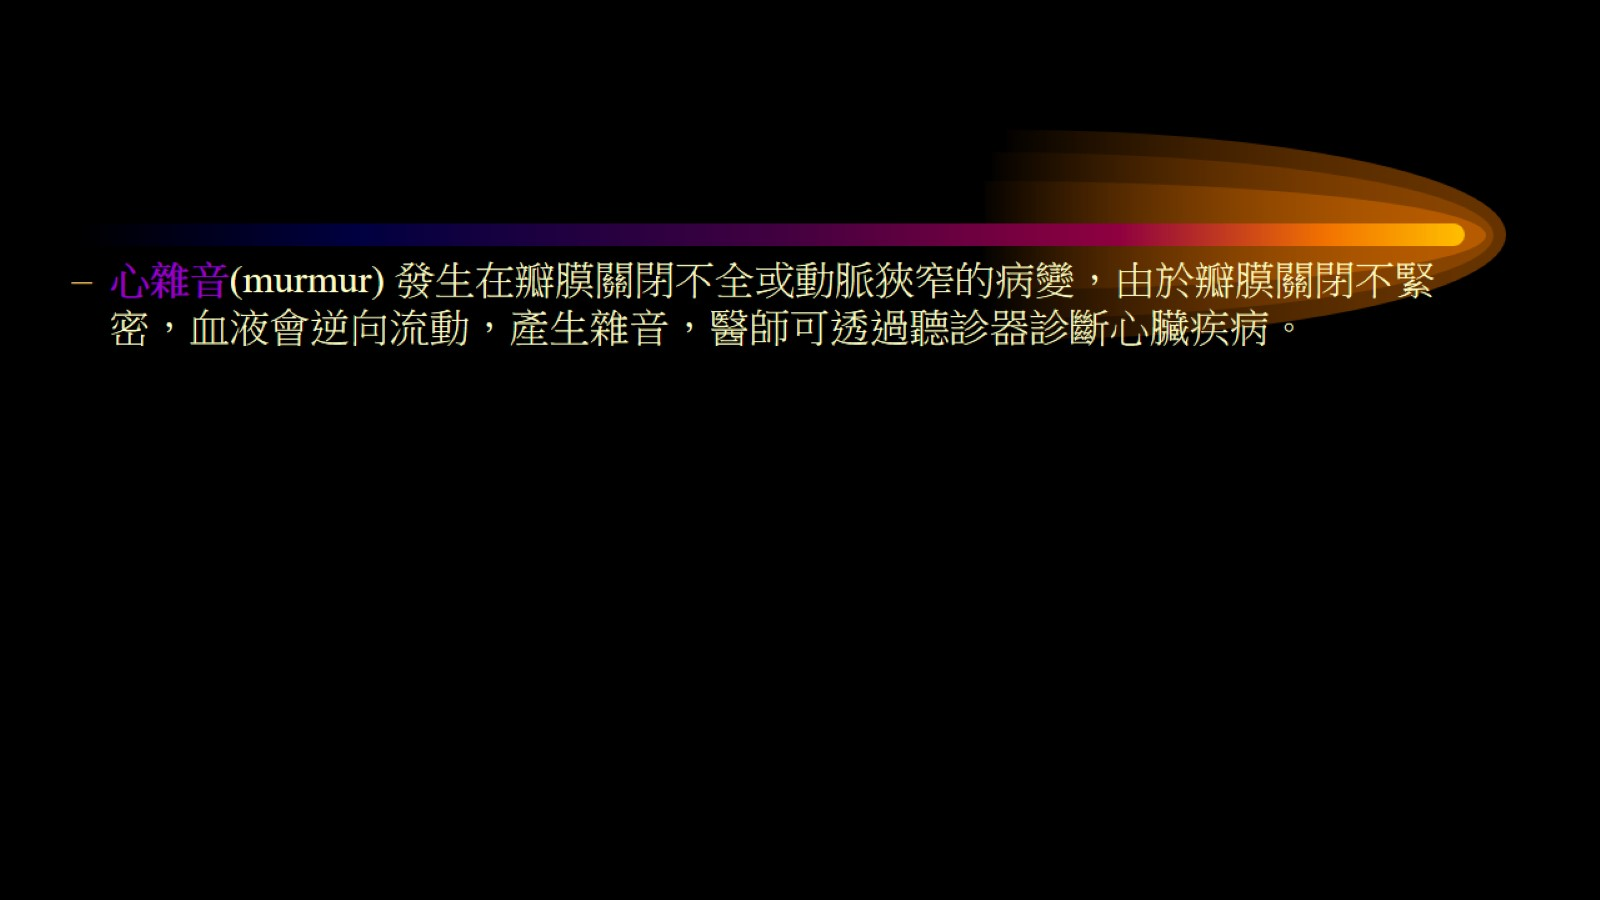 – 心雜音(murmur) 發生在瓣膜關閉不全或動脈狹窄的病變，由於瓣膜關閉不緊
密，血液會逆向流動，產生雜音，醫師可透過聽診器診斷心臟疾病。